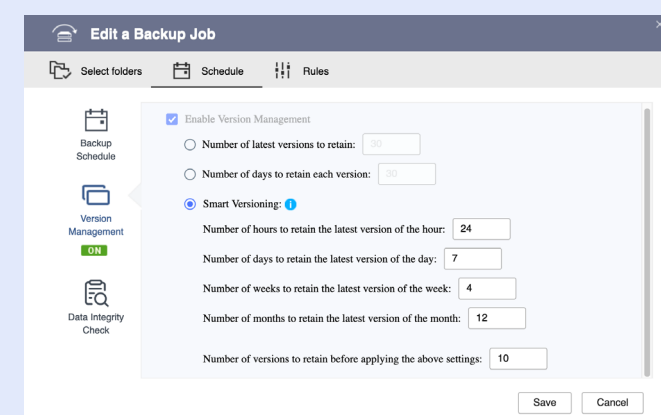 Edit a Backup Job
Select folders
Schedule
Rules
Backup
Schedule
Version
Management
ON
Data Integrity
Check
Enable Version Management
Number of latest versions to retain: 30
Number of days to retain each version: 30
Smart Versioning: i
Number of hours to retain the latest version of the hour: 24
Number of days to retain the latest version of the day: 7
Number of weeks to retain the latest version of the week: 4
Number of months to retain the latest version of the month: 12
Number of versions to retain before applying the above settings: 10
Save
Cancel